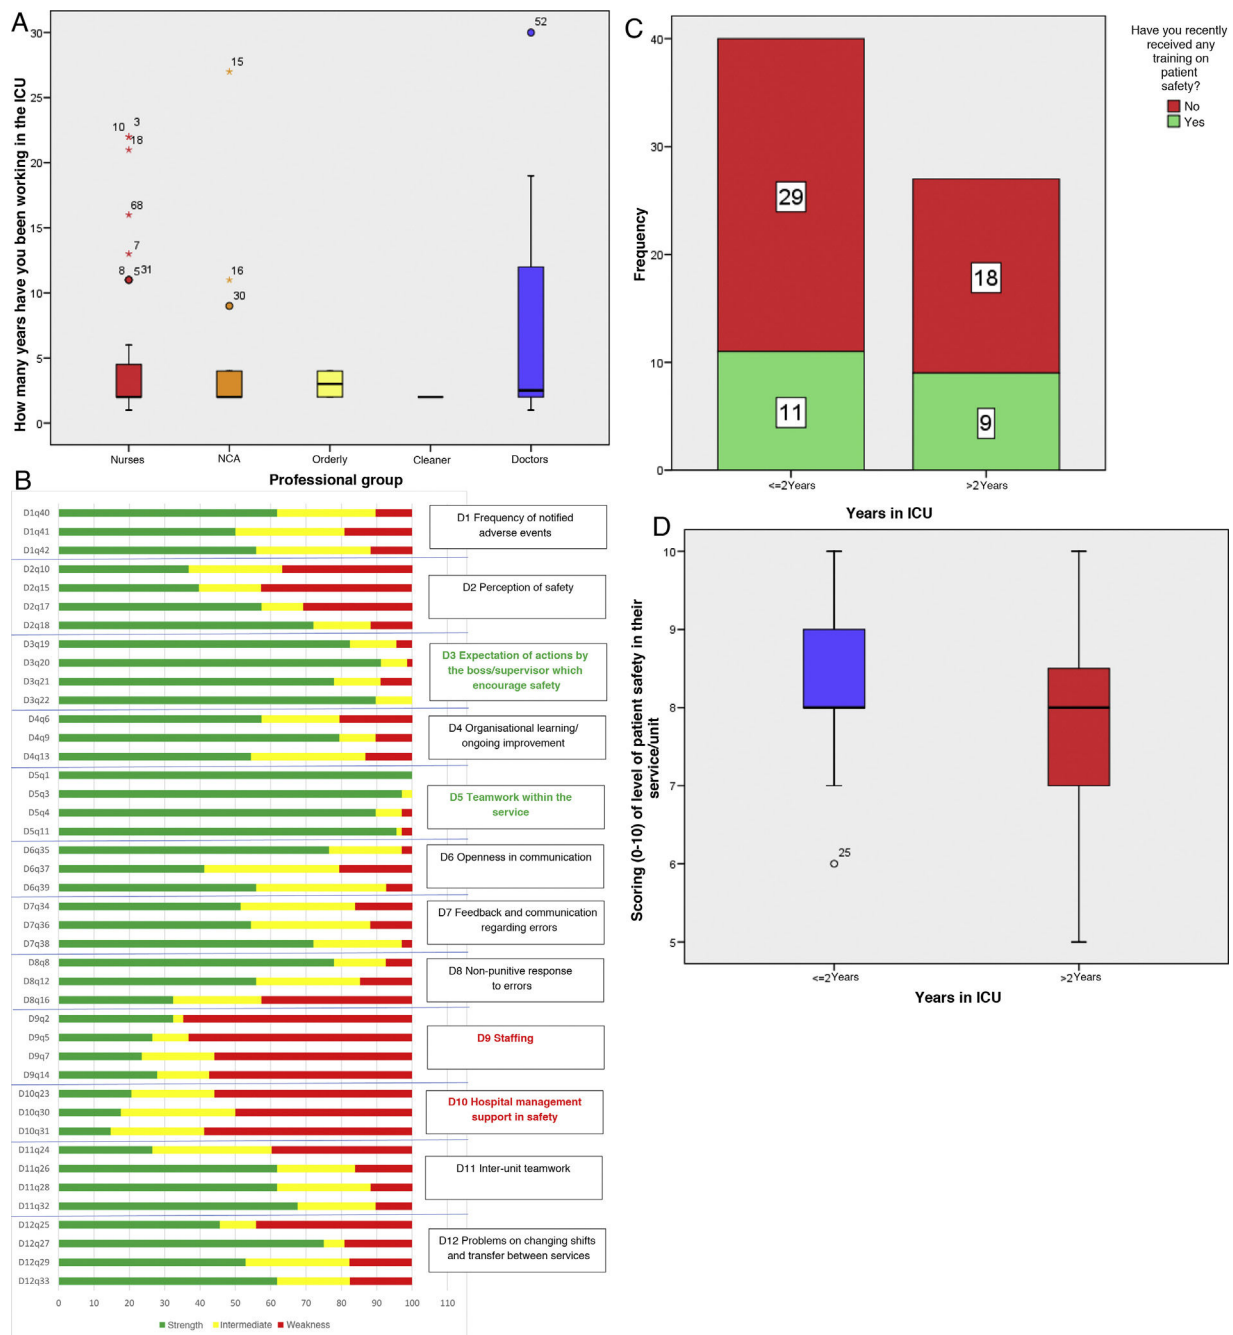 A
How many years have you been working in the ICU
30
25
20
15
10
5
0
52
15
10
3
18
68
7
8
5
31
16
30
Nurses
NCA
Orderly
Cleaner
Doctors
Professional group
C
Frequency
40
30
20
10
0
29
18
11
9
<=2Years
>2Years
Years in ICU
Have you recently
received any
training on
patient
safety?
No
Yes
B
D1q40
D1q41
D1q42
D2q10
D2q15
D2q17
D2q18
D3q19
D3q20
D3q21
D3q22
D4q6
D4q9
D4q13
D5q1
D5q3
D5q4
D5q11
D6q35
D6q37
D6q39
D7q34
D7q36
D7q38
D8q8
D8q12
D8q16
D9q2
D9q5
D9q7
D9q14
D10q23
D10q30
D10q31
D11q24
D11q26
D11q28
D11q32
D12q25
D12q27
D12q29
D12q33
D1 Frequency of notified
adverse events
D2 Perception of safety
D3 Expectation of actions by
the boss/supervisor which
encourage safety
D4 Organisational learning/
ongoing improvement
D5 Teamwork within the
service
D6 Openness in communication
D7 Feedback and communication
regarding errors
D8 Non-punitive response
to errors
D9 Staffing
D10 Hospital management
support in safety
D11 Inter-unit teamwork
D12 Problems on changing shifts
and transfer between services
0 10 20 30 40 50 60 70 80 90 100 110
Strength Intermediate Weakness
D
Scoring (0-10) of level of patient safety in their
service/unit
10
9
8
7
6
5
25
<=2Years
>2Years
Years in ICU